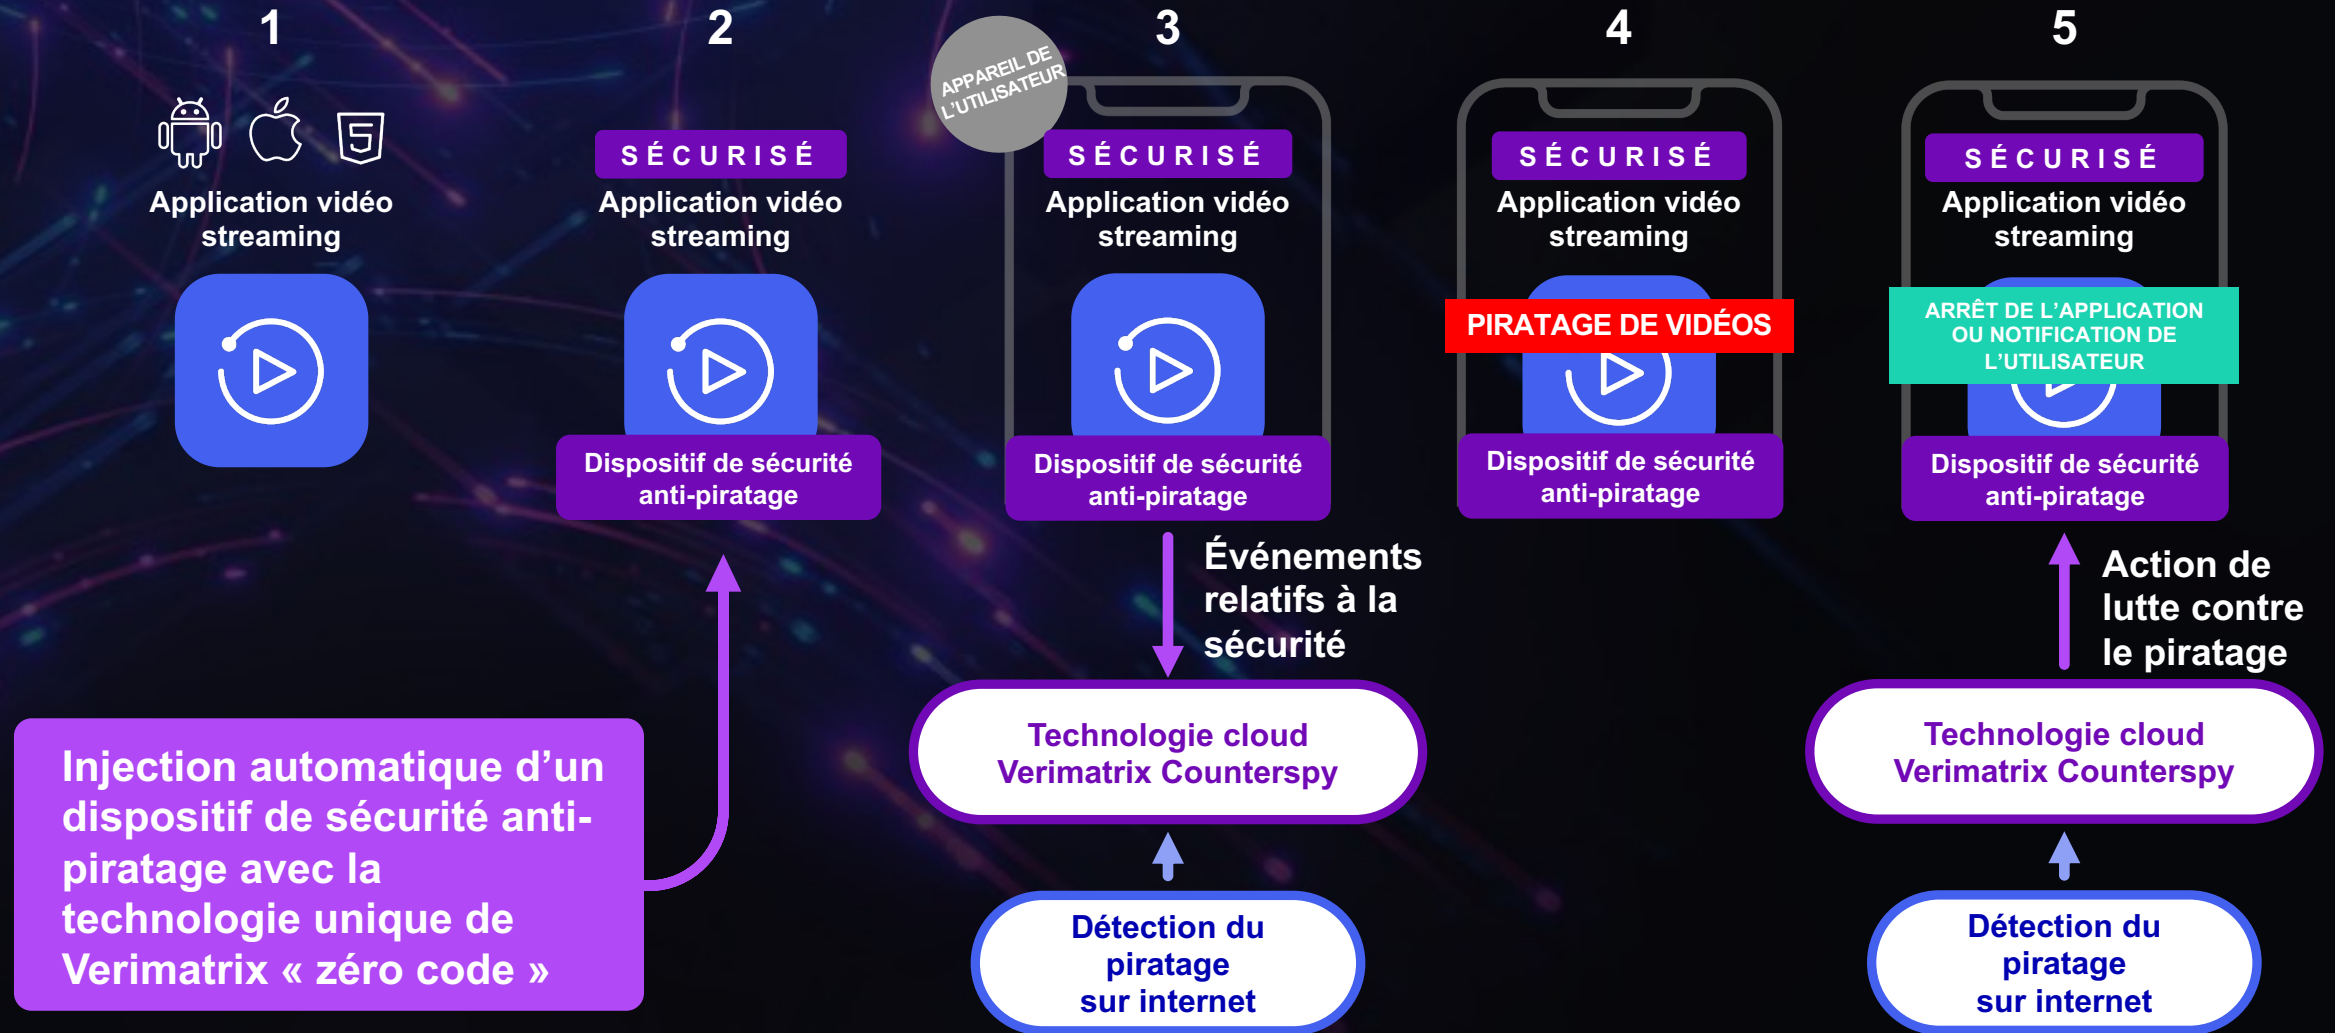 1
Application vidéo
streaming
2
SÉCURISÉ
Application vidéo
streaming
Dispositif de sécurité
anti-piratage
Injection automatique d’un
dispositif de sécurité anti-
piratage avec la
technologie unique de
Verimatrix « zéro code »
3
APPAREIL DE
L’UTILISATEUR
SÉCURISÉ
Application vidéo
streaming
Dispositif de sécurité
anti-piratage
Événements
relatifs à la
sécurité
Technologie cloud
Verimatrix Counterspy
Détection du
piratage
sur internet
4
SÉCURISÉ
Application vidéo
streaming
PIRATAGE DE VIDÉOS
Dispositif de sécurité
anti-piratage
5
SÉCURISÉ
Application vidéo
streaming
ARRÊT DE L’APPLICATION
OU NOTIFICATION DE
L’UTILISATEUR
Dispositif de sécurité
anti-piratage
Action de
lutte contre
le piratage
Technologie cloud
Verimatrix Counterspy
Détection du
piratage
sur internet